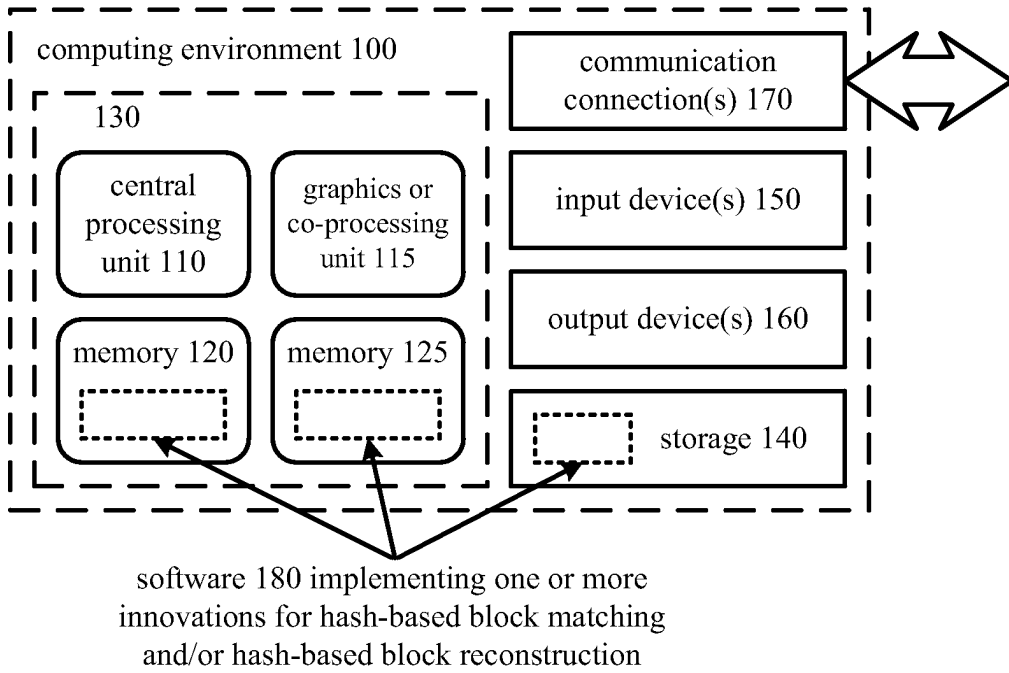 computing environment 100
130
central
processing
unit 110
graphics or
co-processing
unit 115
memory 120
memory 125
communication
connection(s) 170
input device(s) 150
output device(s) 160
storage 140
software 180 implementing one or more
innovations for hash-based block matching
and/or hash-based block reconstruction